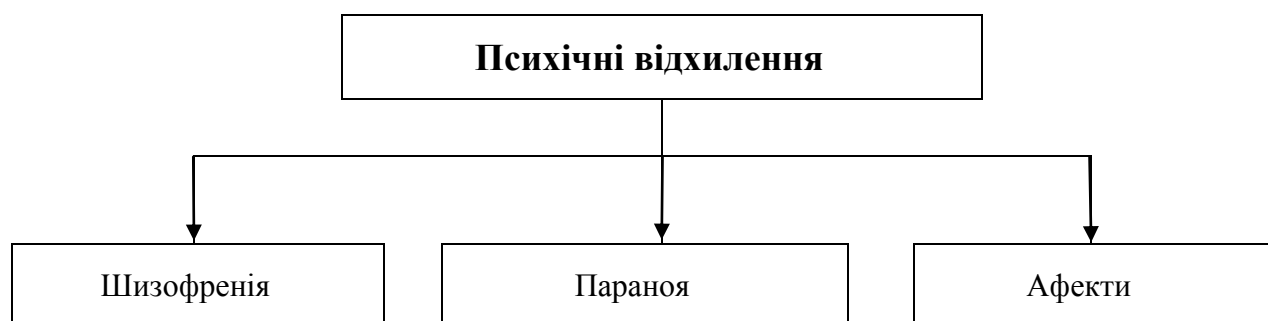 Психічні відхилення
Шизофренія
Параноя
Афекти